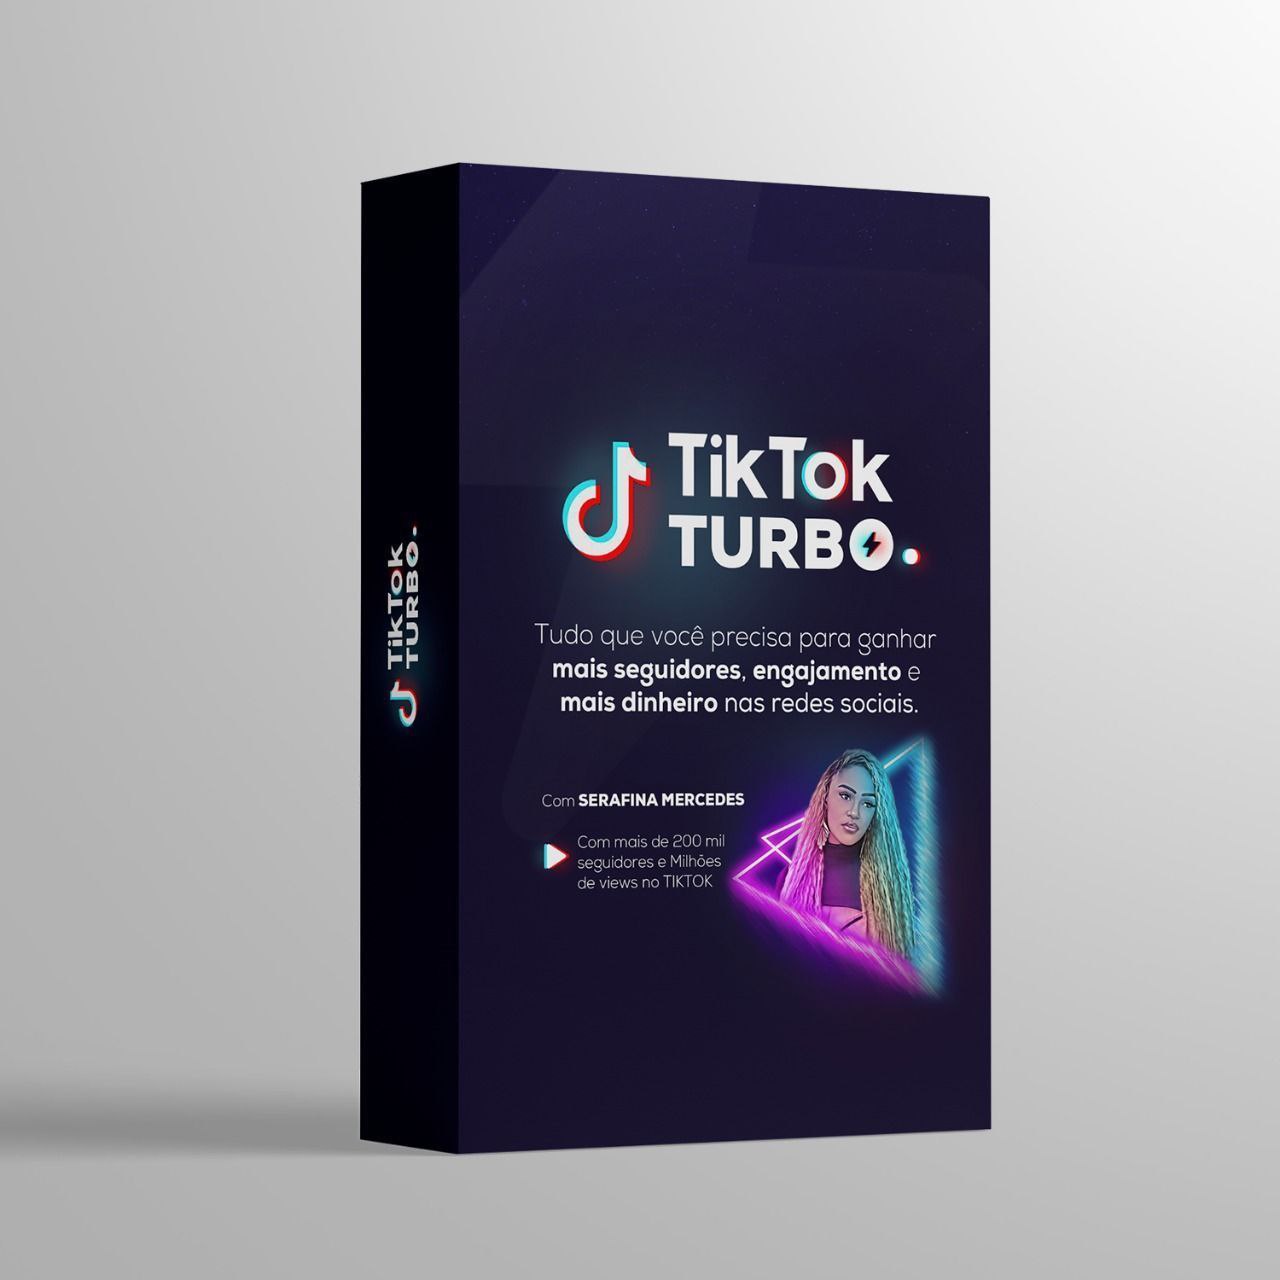 TikTok
TURBO.
Tudo que você precisa para ganhar
mais seguidores, engajamento e
mais dinheiro nas redes sociais.
Com SERAFINA MERCEDES
Com mais de 200 mil
seguidores e Milhões
de views no TIKTOK
TikTok
TURBO.